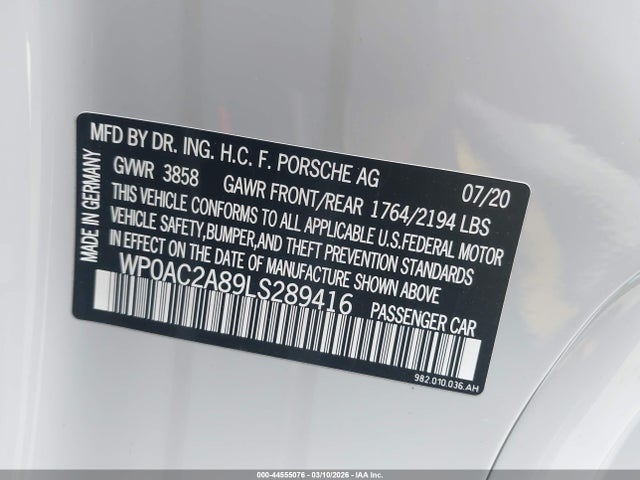 MFD BY DR. ING. H.C. F. PORSCHE AG 07/20
GVWR 3858 GAWR FRONT/REAR 1764/2194 LBS
THIS VEHICLE CONFORMS TO ALL APPLICABLE U.S.FEDERAL MOTOR
VEHICLE SAFETY,BUMPER,AND THEFT PREVENTION STANDARDS
IN EFFECT ON THE DATE OF MANUFACTURE SHOWN ABOVE
WP0AC2A89LS289416 PASSENGER CAR
MADE IN GERMANY
982.010.036.AH
000-44555076 - 03/10/2026 - IAA Inc.